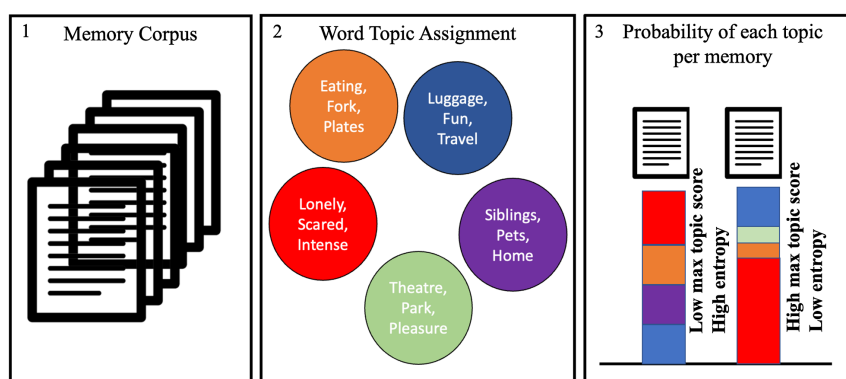 1 Memory Corpus
2 Word Topic Assignment
Eating,
Fork,
Plates
Luggage,
Fun,
Travel
Lonely,
Scared,
Intense
Siblings,
Pets,
Home
Theatre,
Park,
Pleasure
3 Probability of each topic
per memory
Low max topic score
High entropy
High max topic score
Low entropy